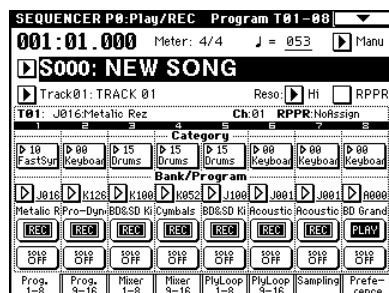 SEQUENCER P0:Play/REC Program T01-08
001:01.000 Meter: 4/4 ♩ = 053 Manu
S000: NEW SONG
Track01: TRACK 01 Reso: Hi RPPR
T01: J016:Metalic Rez Ch:01 RPPR:NoAssign
1 2 3 4 5 6 7 8
Category
10 00 15 15 15 00 00 00
FastSyn Keyboar Drums Drums Drums Keyboar Keyboar Keyboar
Bank/Program
J016 K126 K100 K052 J100 J001 J001 A000
Metalic R Pro-Dyn BD&SD Ki Cymbals BD&SD Ki Acoustic Acoustic BD Grand
REC REC REC REC REC REC REC PLAY
SOLO OFF SOLO OFF SOLO OFF SOLO OFF SOLO OFF SOLO OFF SOLO OFF SOLO OFF
Prog. Prog. Mixer Mixer PlyLoop PlyLoop Sampling Prefe-
1-8 9-16 1-8 9-16 1-8 9-16 rence